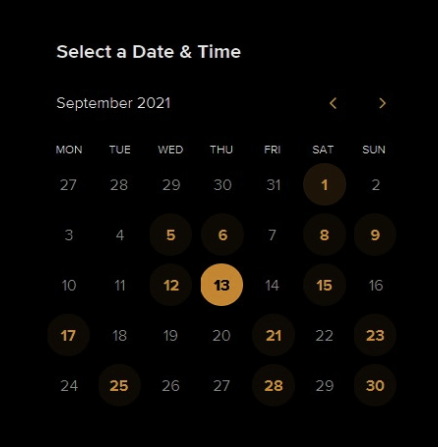 Select a Date & Time
September 2021
MON TUE WED THU FRI SAT SUN
27 28 29 30 31 1 2
3 4 5 6 7 8 9
10 11 12 13 14 15 16
17 18 19 20 21 22 23
24 25 26 27 28 29 30